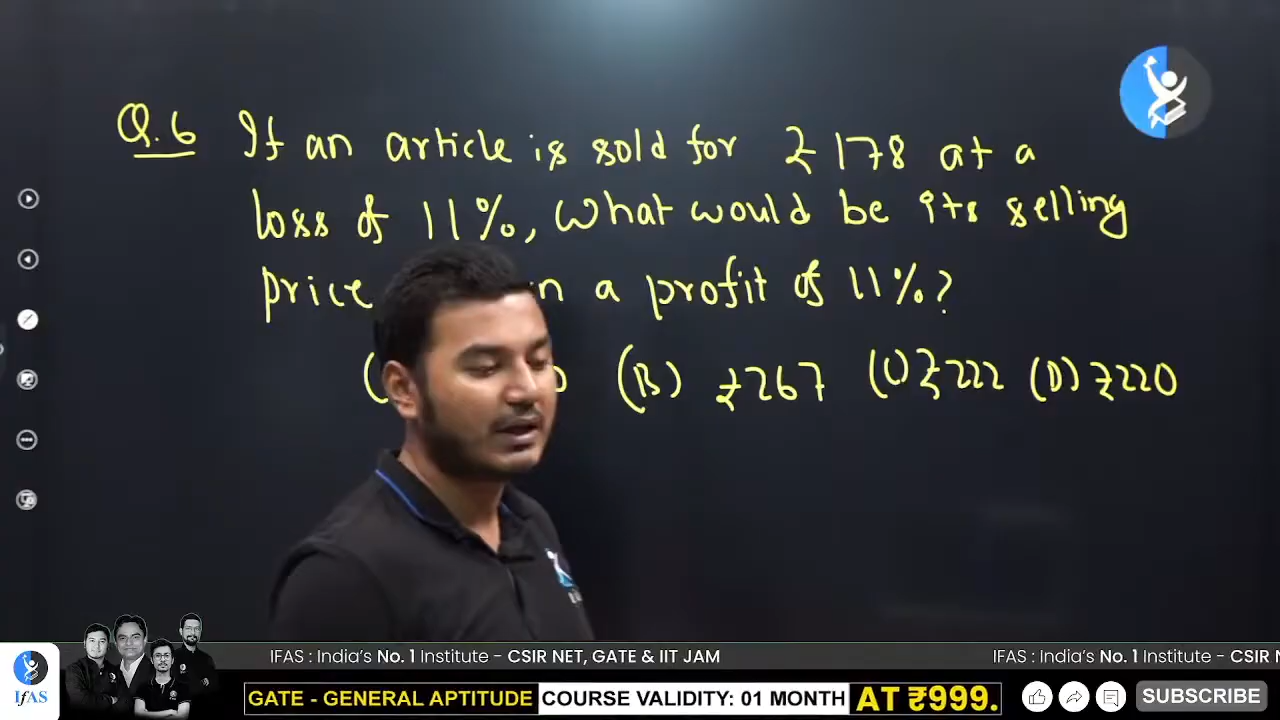 Q.6 If an article is sold for ₹178 at a
loss of 11%, What would be its selling
price a profit of 11%?
(B) ₹267 (C) ₹222 (D) ₹220
IfAS
IFAS : India's No. 1 Institute - CSIR NET, GATE & IIT JAM
IFAS : India's No. 1 Institute - CSIR
GATE - GENERAL APTITUDE COURSE VALIDITY: 01 MONTH AT ₹999.
SUBSCRIBE